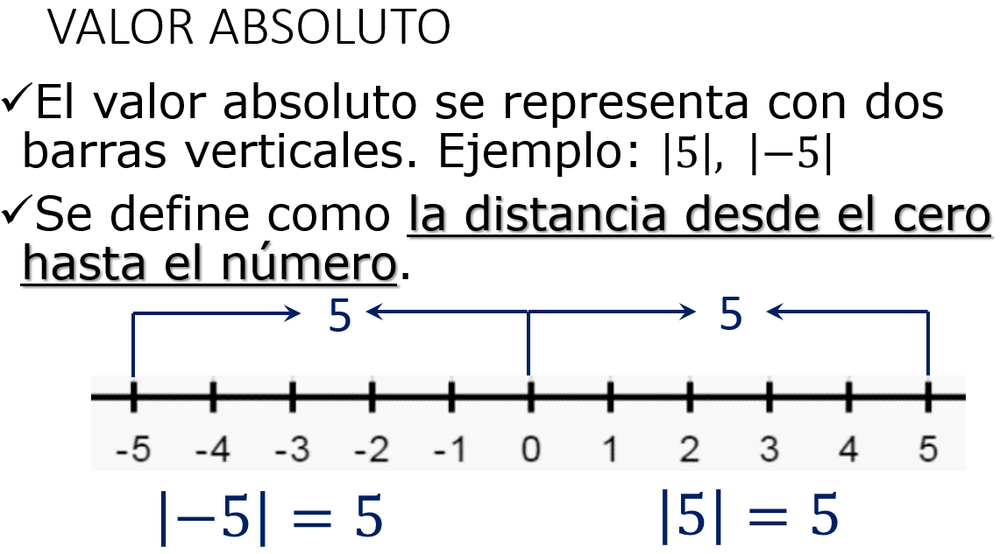 VALOR ABSOLUTO
✓El valor absoluto se representa con dos
barras verticales. Ejemplo: |5|, |−5|
✓Se define como la distancia desde el cero
hasta el número.
5 5
-5 -4 -3 -2 -1 0 1 2 3 4 5
|−5| = 5 |5| = 5